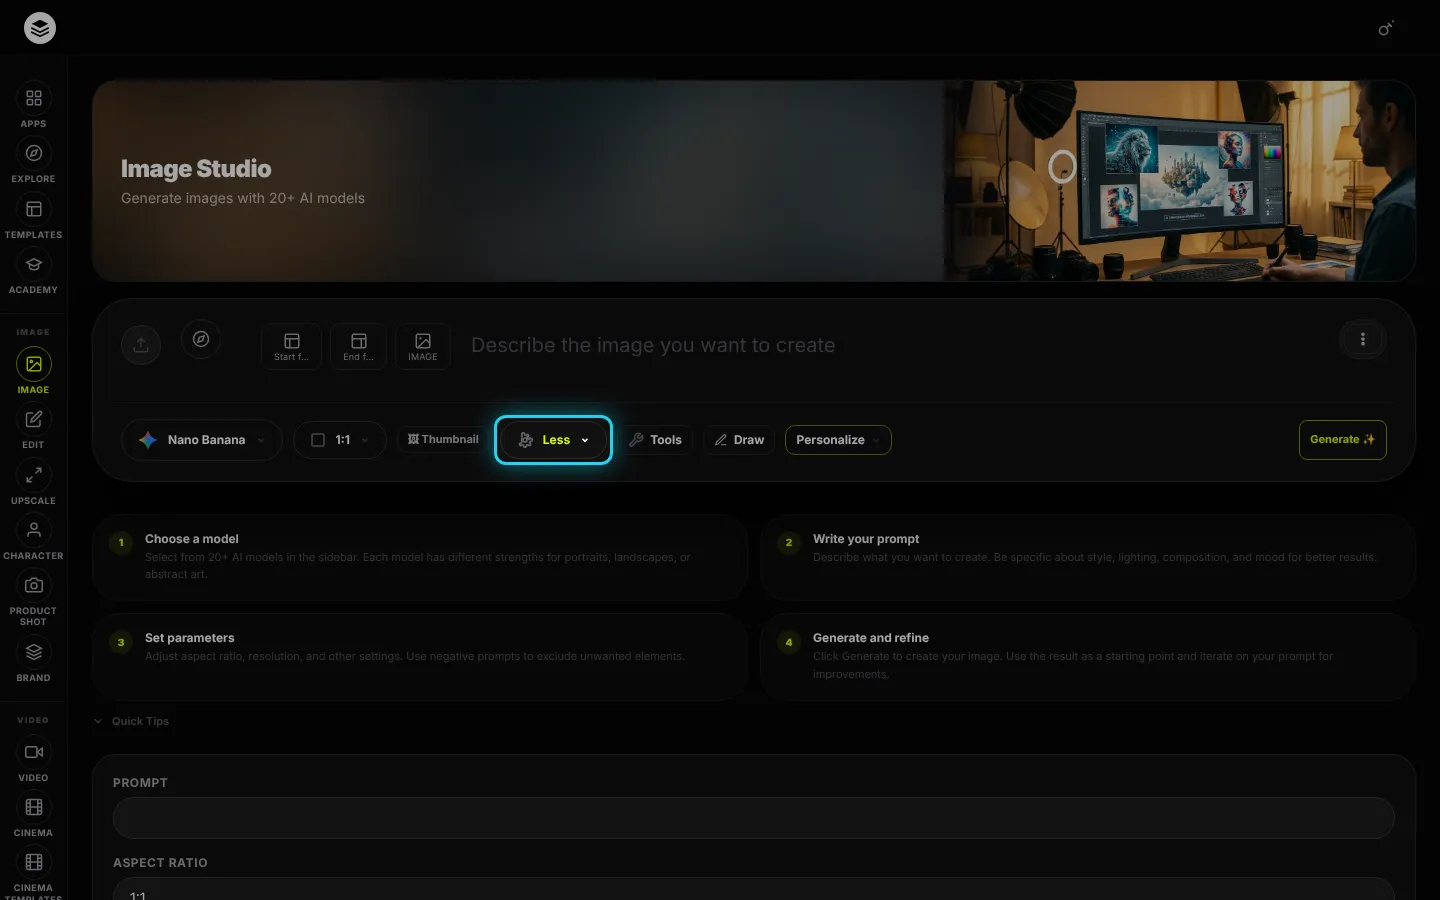 APPS
EXPLORE
TEMPLATES
ACADEMY
IMAGE
IMAGE
EDIT
UPSCALE
CHARACTER
PRODUCT
SHOT
BRAND
VIDEO
VIDEO
CINEMA
CINEMA
TEMPLATES
Image Studio
Generate images with 20+ AI models
Start f...
End f...
IMAGE
Describe the image you want to create
Nano Banana
1:1
Thumbnail
Less
Tools
Draw
Personalize
Generate ✨
1
Choose a model
Select from 20+ AI models in the sidebar. Each model has different strengths for portraits, landscapes, or
abstract art.
2
Write your prompt
Describe what you want to create. Be specific about style, lighting, composition, and mood for better results.
3
Set parameters
Adjust aspect ratio, resolution, and other settings. Use negative prompts to exclude unwanted elements.
4
Generate and refine
Click Generate to create your image. Use the result as a starting point and iterate on your prompt for
improvements.
Quick Tips
PROMPT
ASPECT RATIO
1:1